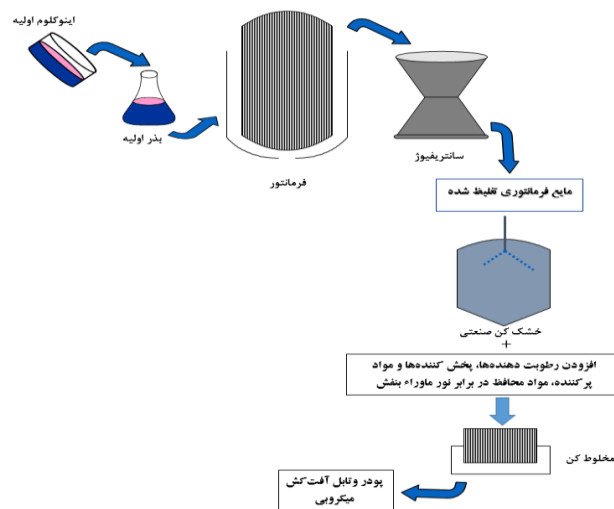 اینوکلوم اولیه
بذر اولیه
فرمانتور
سانتریفیوژ
مایع فرمانتوری تغلیظ شده
خشک کن صنعتی
+
افزودن رطوبت دهنده‌ها، پخش کننده‌ها و مواد
پرکننده، مواد محافظ در برابر نور ماوراء بنفش
مخلوط کن
پودر وتابل آفت‌کش
میکروبی